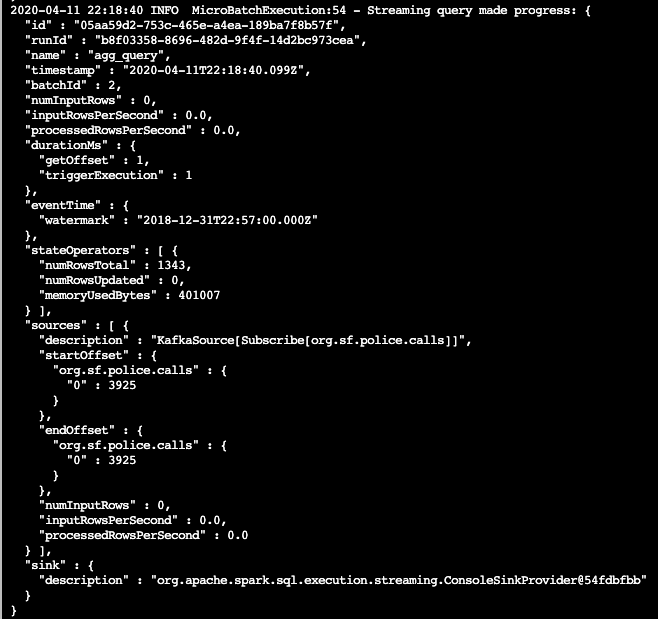 2020-04-11 22:18:40 INFO  MicroBatchExecution:54 - Streaming query made progress: {
  "id" : "05aa59d2-753c-465e-a4ea-189ba7f8b57f",
  "runId" : "b8f03358-8696-482d-9f4f-14d2bc973cea",
  "name" : "agg_query",
  "timestamp" : "2020-04-11T22:18:40.099Z",
  "batchId" : 2,
  "numInputRows" : 0,
  "inputRowsPerSecond" : 0.0,
  "processedRowsPerSecond" : 0.0,
  "durationMs" : {
    "getOffset" : 1,
    "triggerExecution" : 1
  },
  "eventTime" : {
    "watermark" : "2018-12-31T22:57:00.000Z"
  },
  "stateOperators" : [ {
    "numRowsTotal" : 1343,
    "numRowsUpdated" : 0,
    "memoryUsedBytes" : 401007
  } ],
  "sources" : [ {
    "description" : "KafkaSource[Subscribe[org.sf.police.calls]]",
    "startOffset" : {
      "org.sf.police.calls" : {
        "0" : 3925
      }
    },
    "endOffset" : {
      "org.sf.police.calls" : {
        "0" : 3925
      }
    },
    "numInputRows" : 0,
    "inputRowsPerSecond" : 0.0,
    "processedRowsPerSecond" : 0.0
  } ],
  "sink" : {
    "description" : "org.apache.spark.sql.execution.streaming.ConsoleSinkProvider@54fdbfbb"
  }
}